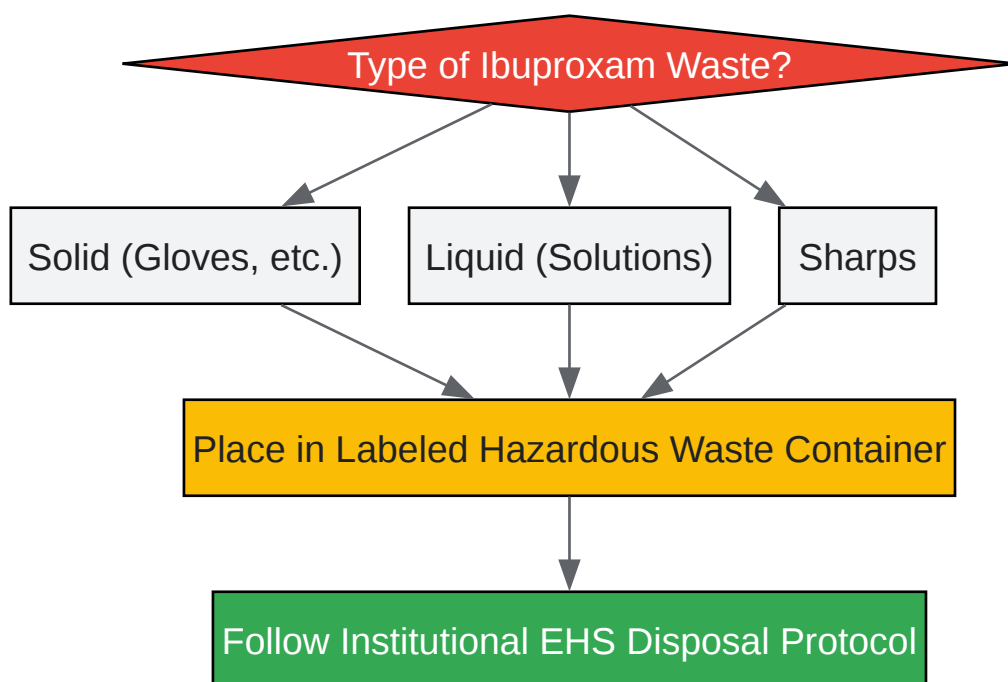 Type of Ibuproxam Waste?
Solid (Gloves, etc.)
Liquid (Solutions)
Sharps
Place in Labeled Hazardous Waste Container
Follow Institutional EHS Disposal Protocol